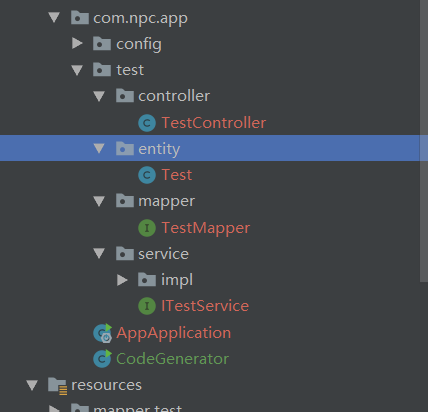 com.npc.app
config
test
controller
TestController
entity
Test
mapper
TestMapper
service
impl
ITestService
AppApplication
CodeGenerator
resources
mapper.test